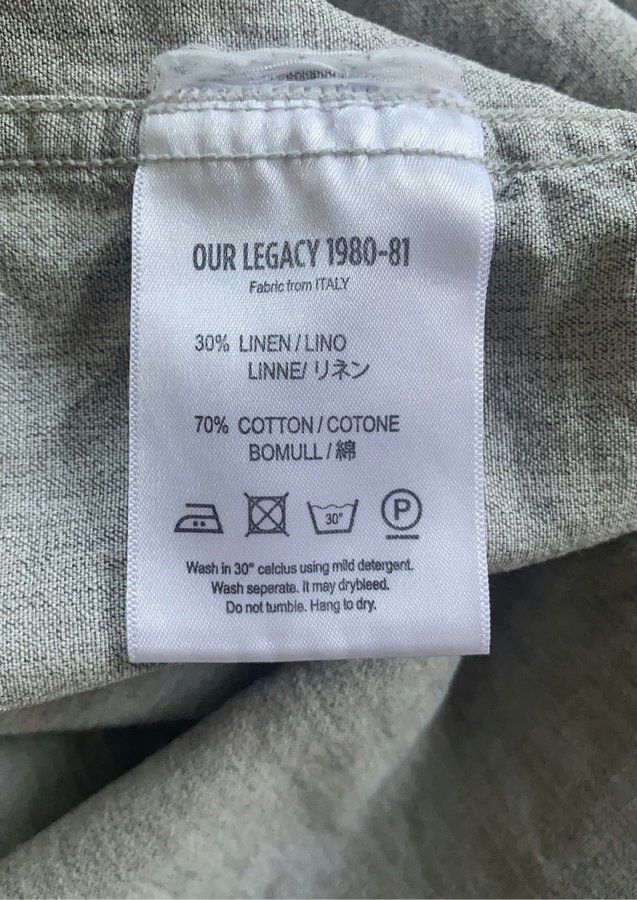 OUR LEGACY 1980-81
Fabric from ITALY
30% LINEN / LINO
LINNE/ リネン
70% COTTON / COTONE
BOMULL / 綿
30°
P
Wash in 30° celcius using mild detergent.
Wash seperate. It may drybleed.
Do not tumble. Hang to dry.